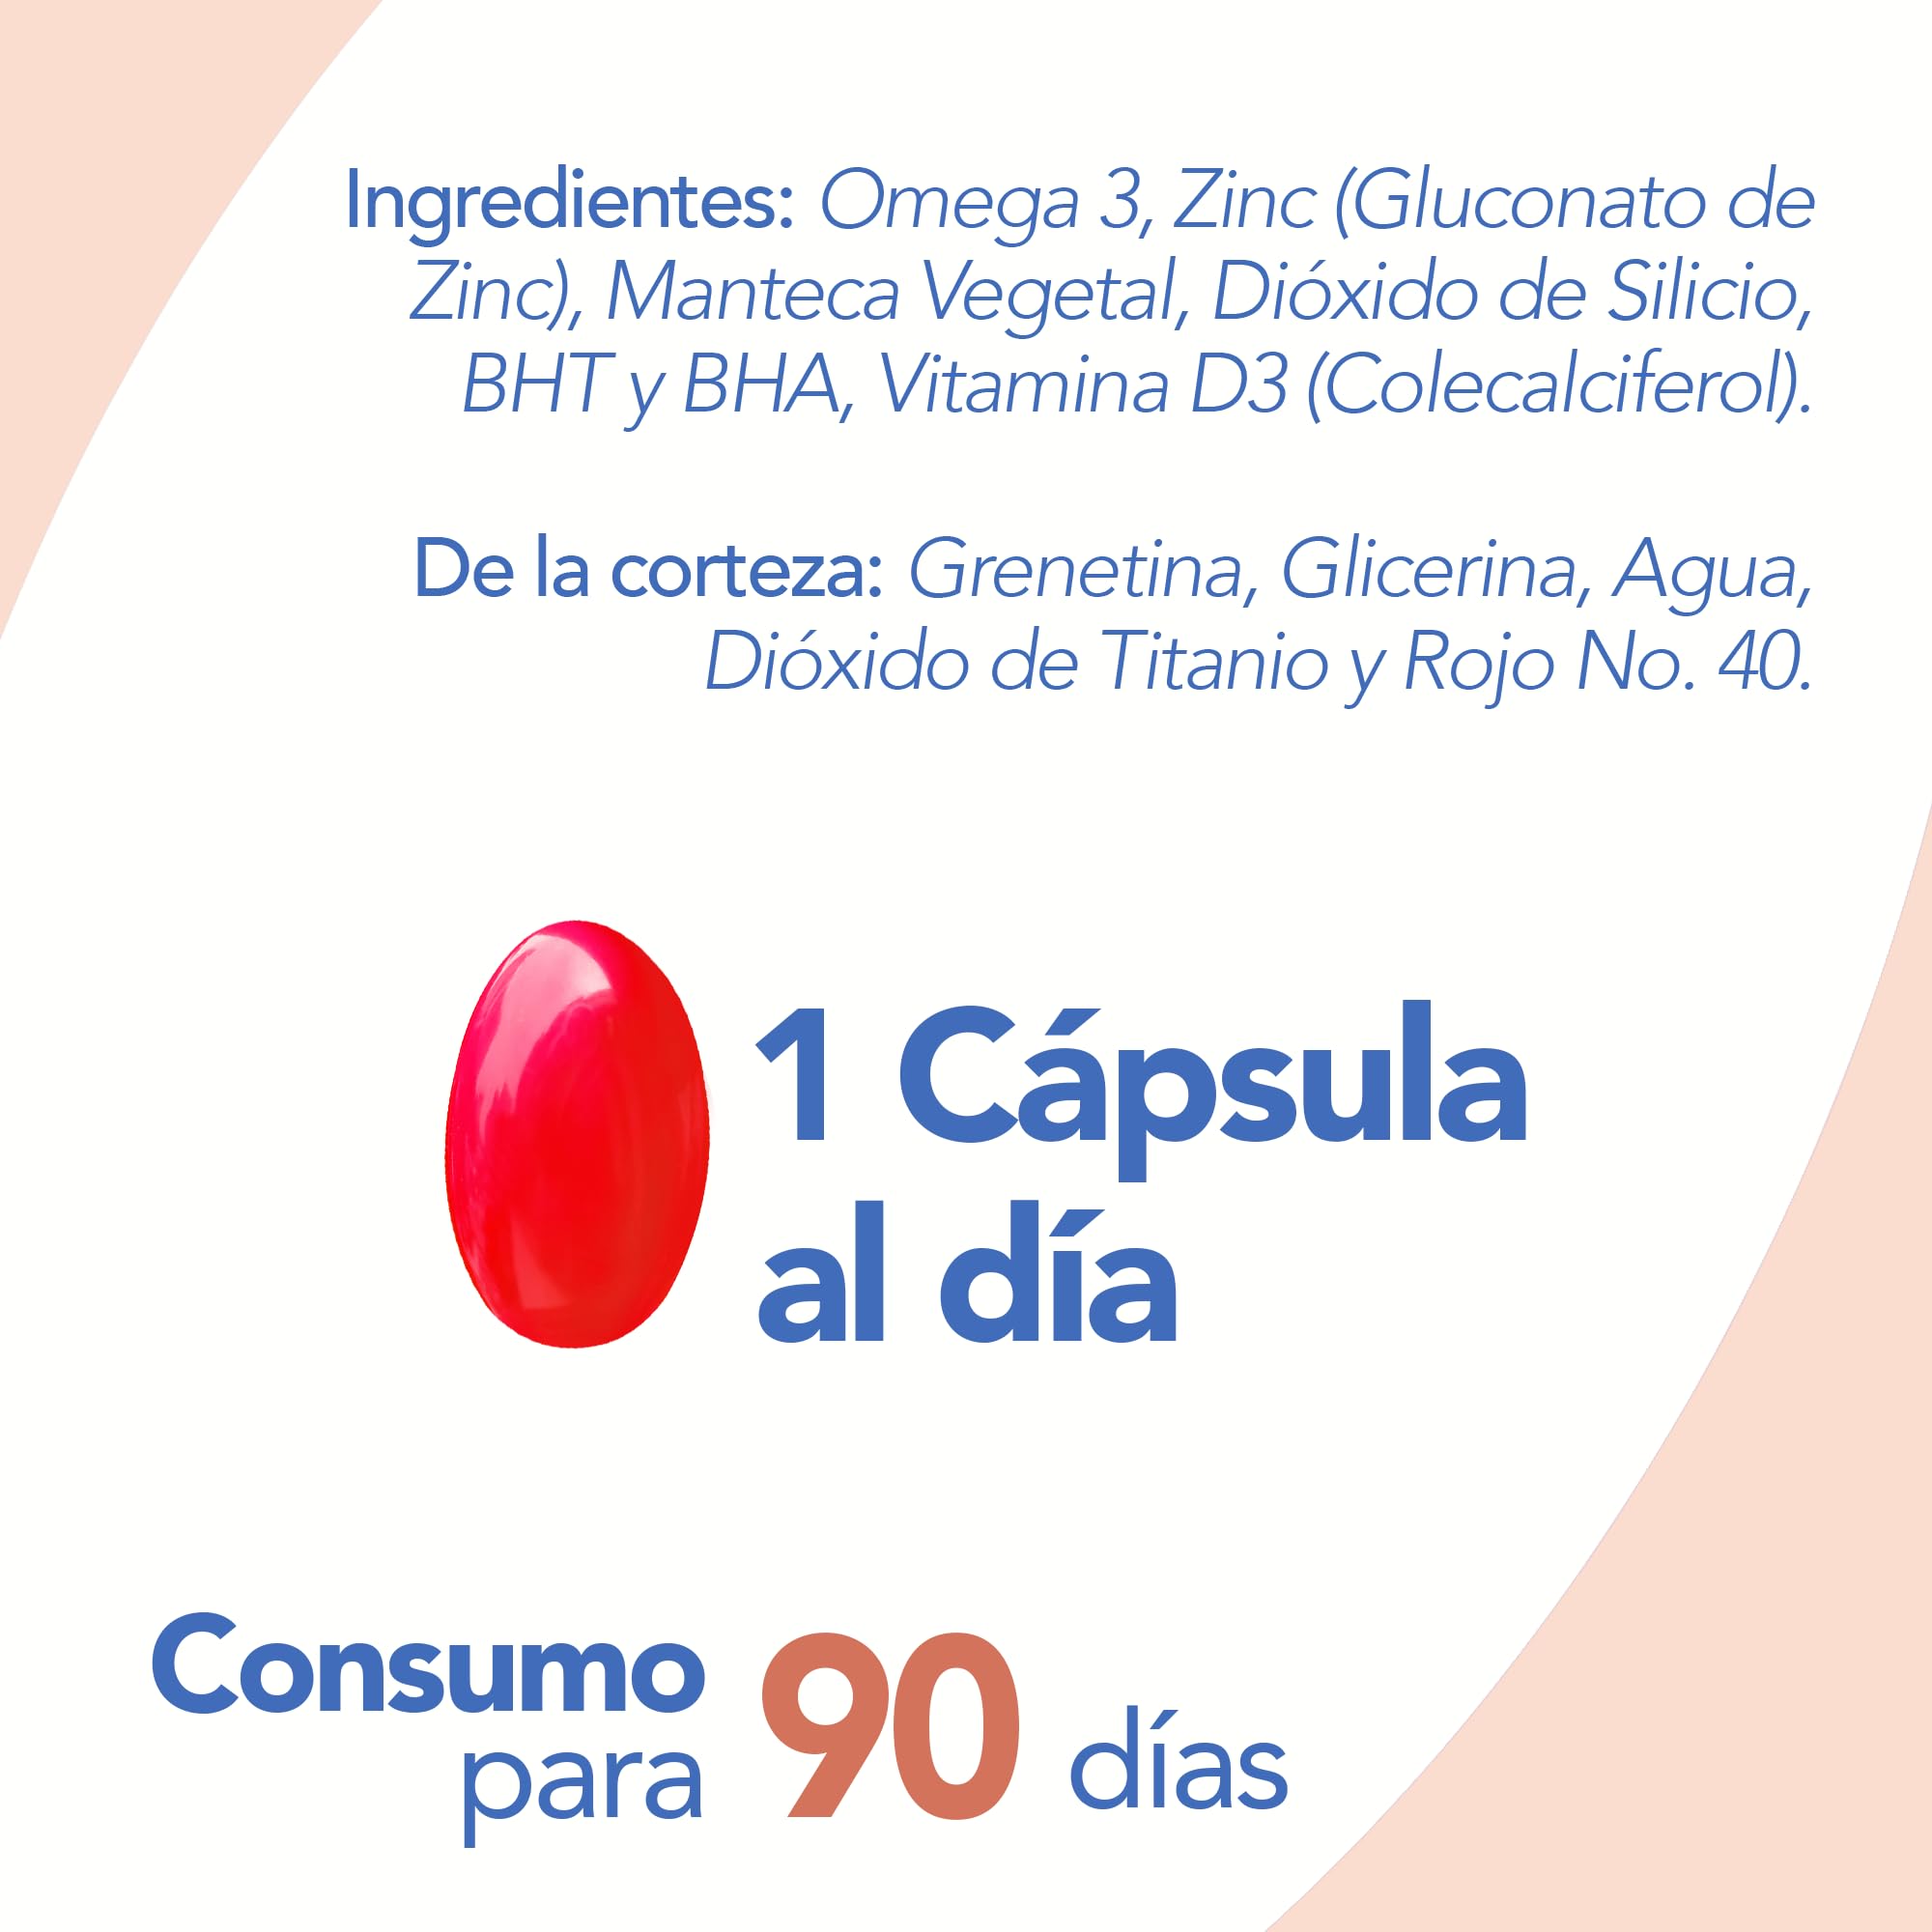 Ingredientes: Omega 3, Zinc (Gluconato de
Zinc), Manteca Vegetal, Dióxido de Silicio,
BHT y BHA, Vitamina D3 (Colecalciferol).
De la corteza: Grenetina, Glicerina, Agua,
Dióxido de Titanio y Rojo No. 40.
1 Cápsula
al día
Consumo
para 90 días